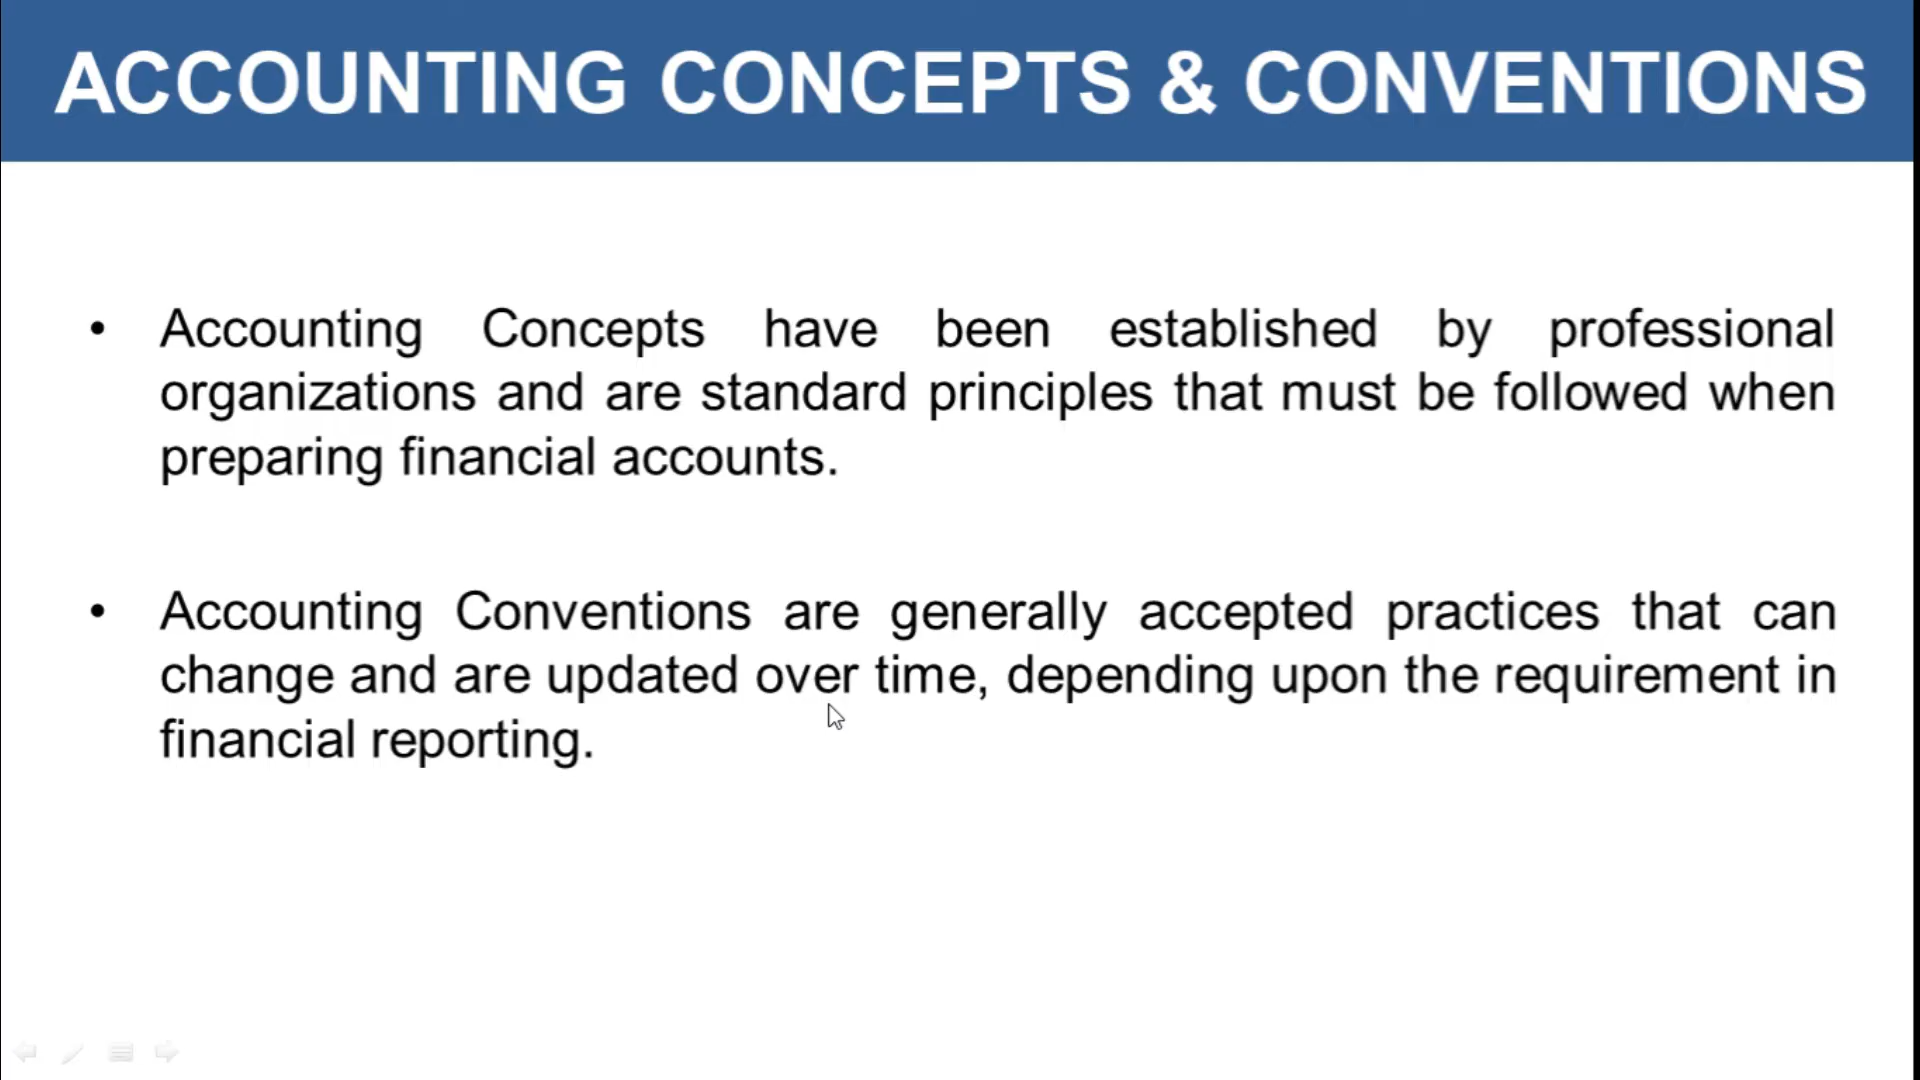 ACCOUNTING CONCEPTS & CONVENTIONS
• Accounting Concepts have been established by professional
organizations and are standard principles that must be followed when
preparing financial accounts.
• Accounting Conventions are generally accepted practices that can
change and are updated over time, depending upon the requirement in
financial reporting.